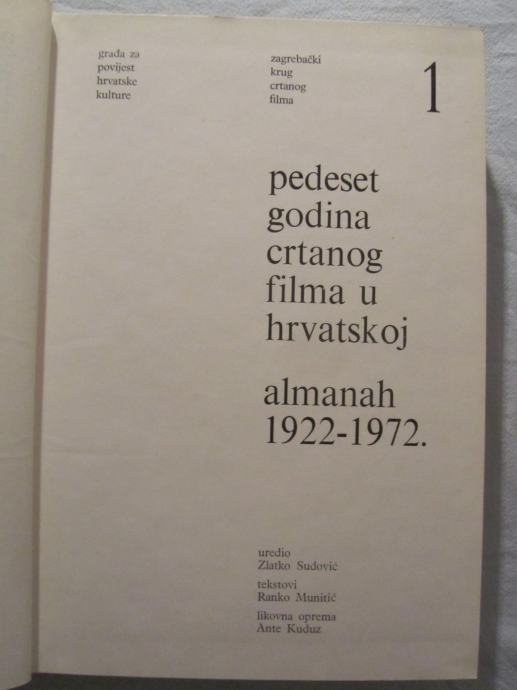 građa za
povijest
hrvatske
kulture
zagrebački
krug
crtanog
filma
1
pedeset
godina
crtanog
filma u
hrvatskoj
almanah
1922-1972.
uredio
Zlatko Sudović
tekstovi
Ranko Munitić
likovna oprema
Ante Kuduz